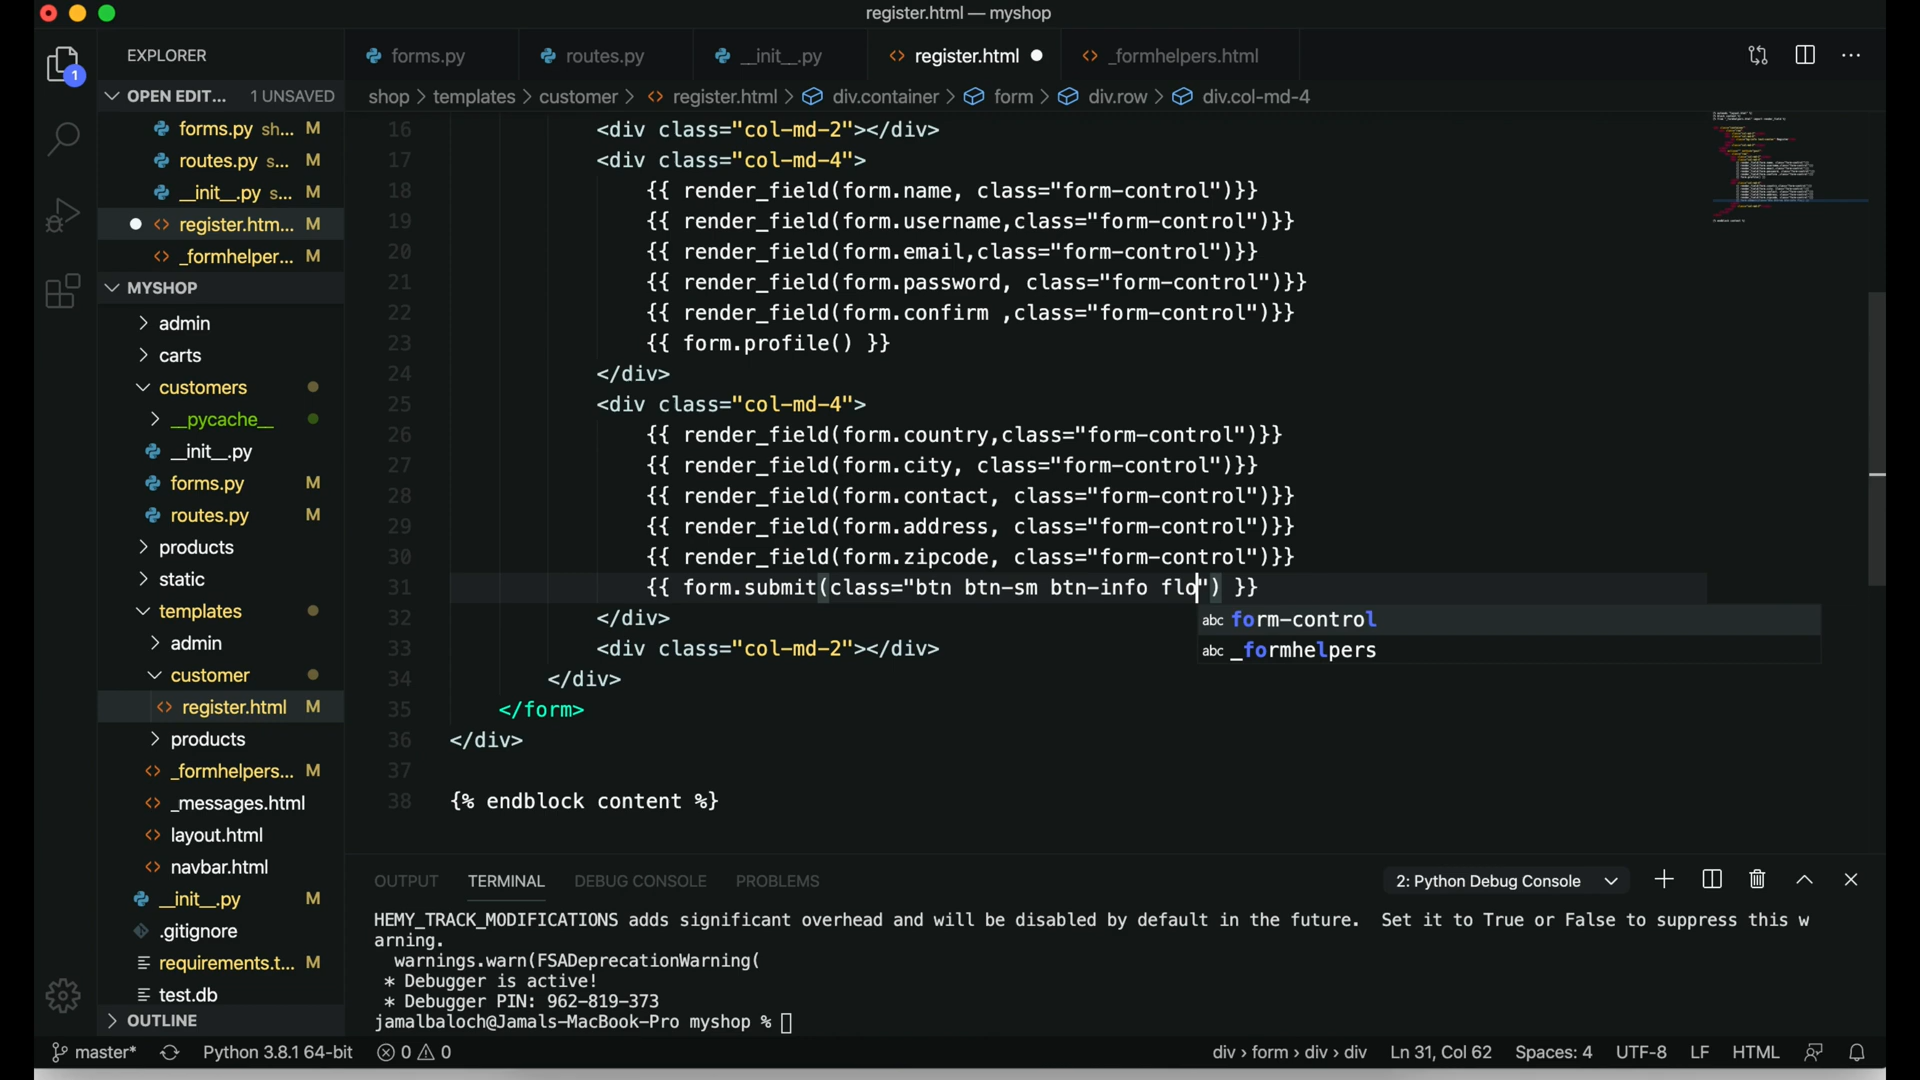 register.html — myshop
EXPLORER
forms.py
routes.py
__init__.py
register.html
_formhelpers.html
OPEN EDIT... 1 UNSAVED
shop > templates > customer > register.html > div.container > form > div.row > div.col-md-4
forms.py sh... M
routes.py s... M
__init__.py s... M
register.htm... M
_formhelper... M
MYSHOP
admin
carts
customers
__pycache__
__init__.py
forms.py M
routes.py M
products
static
templates
admin
customer
register.html M
products
_formhelpers... M
_messages.html
layout.html
navbar.html
__init__.py M
.gitignore
requirements.t... M
test.db
OUTLINE
16 <div class="col-md-2"></div>
17 <div class="col-md-4">
18 {{ render_field(form.name, class="form-control")}}
19 {{ render_field(form.username,class="form-control")}}
20 {{ render_field(form.email,class="form-control")}}
21 {{ render_field(form.password, class="form-control")}}
22 {{ render_field(form.confirm ,class="form-control")}}
23 {{ form.profile() }}
24 </div>
25 <div class="col-md-4">
26 {{ render_field(form.country,class="form-control")}}
27 {{ render_field(form.city, class="form-control")}}
28 {{ render_field(form.contact, class="form-control")}}
29 {{ render_field(form.address, class="form-control")}}
30 {{ render_field(form.zipcode, class="form-control")}}
31 {{ form.submit(class="btn btn-sm btn-info flo") }}
abc form-control
abc _formhelpers
32 </div>
33 <div class="col-md-2"></div>
34 </div>
35 </form>
36 </div>
37
38 {% endblock content %}
OUTPUT TERMINAL DEBUG CONSOLE PROBLEMS
2: Python Debug Console
HEMY_TRACK_MODIFICATIONS adds significant overhead and will be disabled by default in the future.  Set it to True or False to suppress this w
arning.
warnings.warn(FSADeprecationWarning(
* Debugger is active!
* Debugger PIN: 962-819-373
jamalbaloch@Jamals-MacBook-Pro myshop %
master* Python 3.8.1 64-bit 0 0 div > form > div > div Ln 31, Col 62 Spaces: 4 UTF-8 LF HTML
1